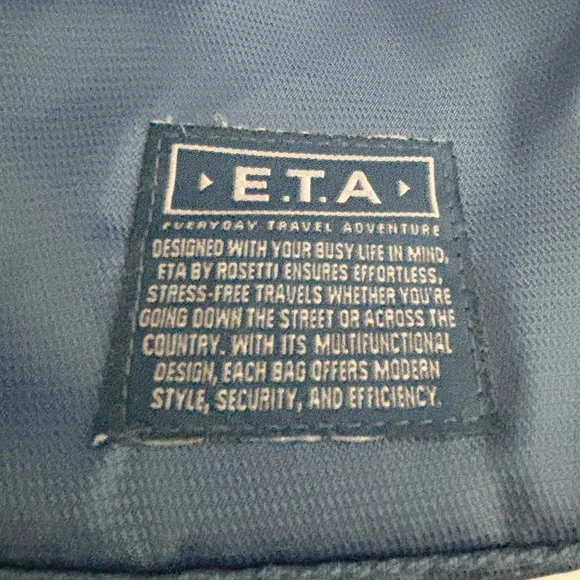 E.T.A
EVERYDAY TRAVEL ADVENTURE
DESIGNED WITH YOUR BUSY LIFE IN MIND,
ETA BY ROSETTI ENSURES EFFORTLESS,
STRESS-FREE TRAVELS WHETHER YOU'RE
GOING DOWN THE STREET OR ACROSS THE
COUNTRY. WITH ITS MULTIFUNCTIONAL
DESIGN, EACH BAG OFFERS MODERN
STYLE, SECURITY, AND EFFICIENCY.